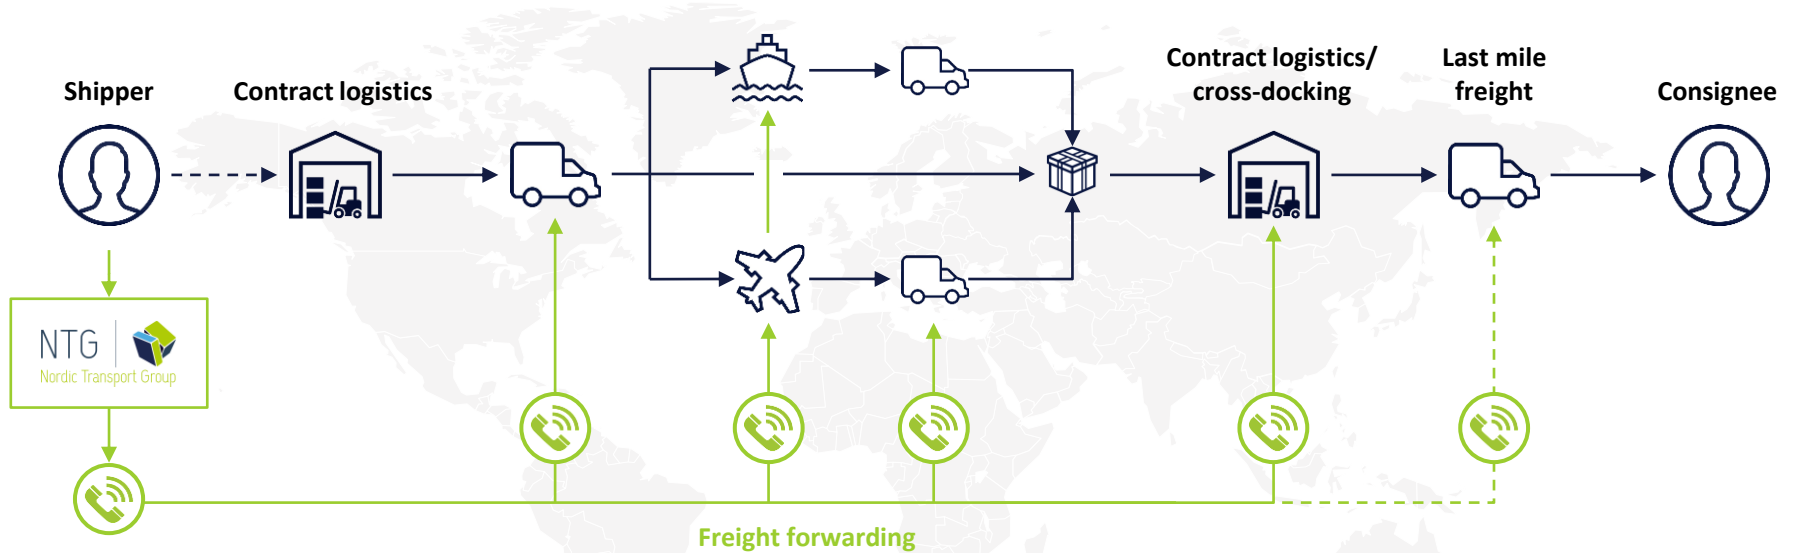 Shipper
Contract logistics
Contract logistics/
cross-docking
Last mile
freight
Consignee
NTG
Nordic Transport Group
Freight forwarding